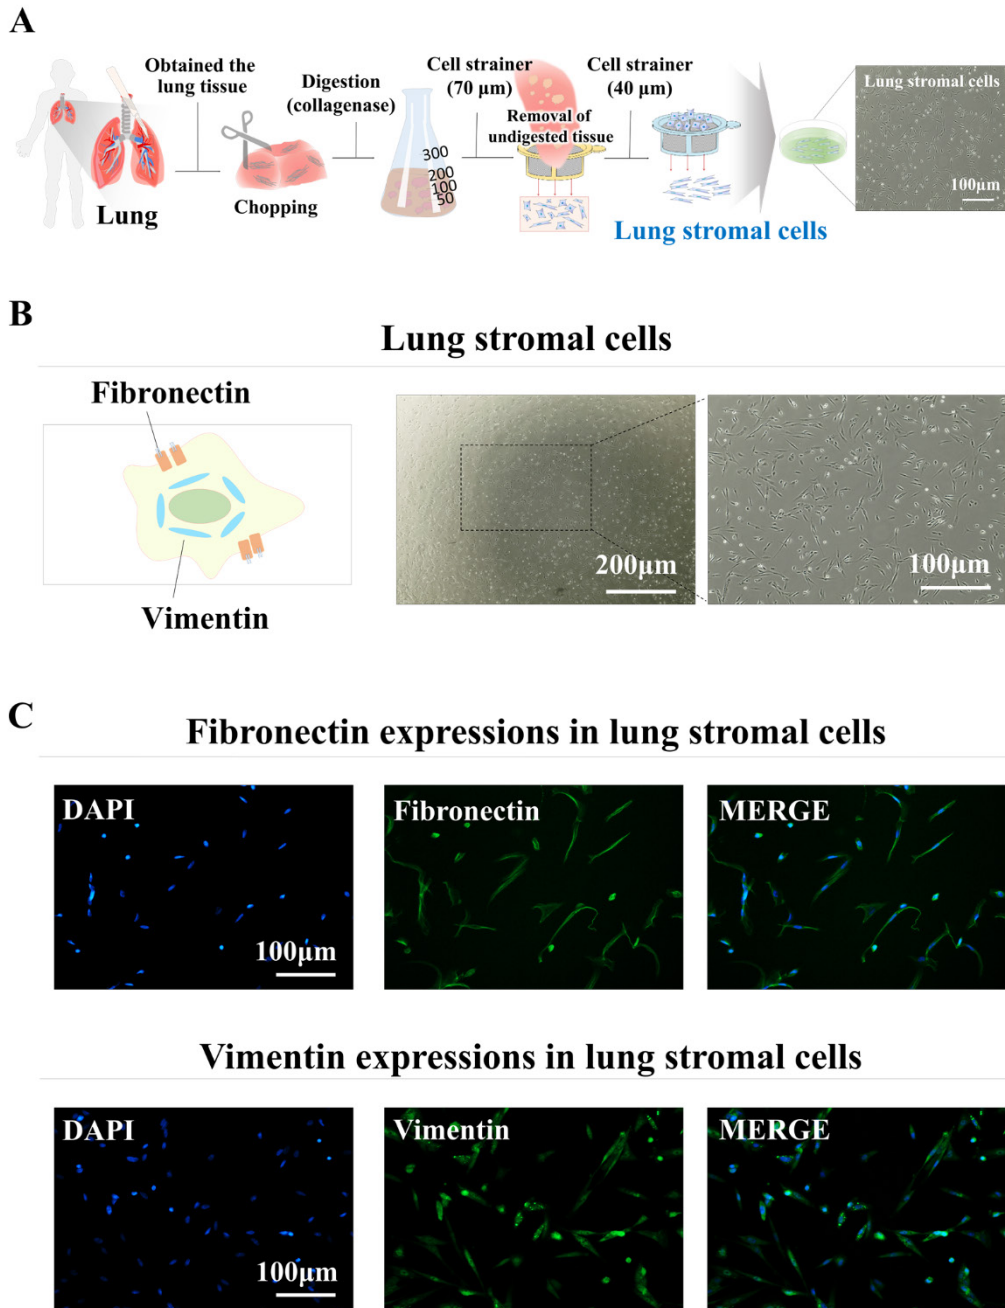 A
Obtained the
lung tissue
Lung
Chopping
Digestion
(collagenase)
300
200
100
50
Cell strainer
(70 μm)
Removal of
undigested tissue
Cell strainer
(40 μm)
Lung stromal cells
Lung stromal cells
100μm
B
Lung stromal cells
Fibronectin
Vimentin
200μm
100μm
C
Fibronectin expressions in lung stromal cells
DAPI
100μm
Fibronectin
MERGE
Vimentin expressions in lung stromal cells
DAPI
100μm
Vimentin
MERGE